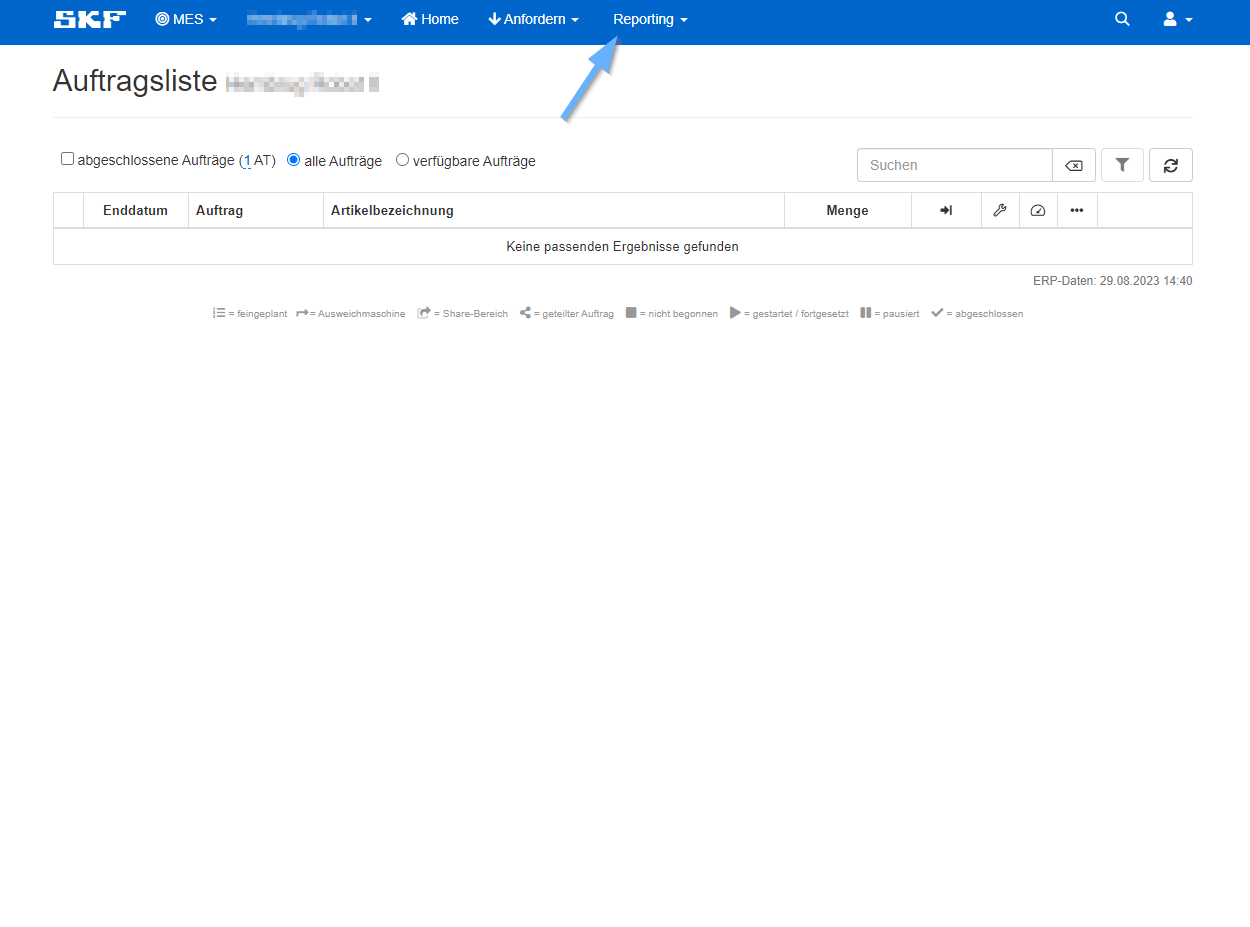 SKF MES Home Anfordern Reporting
Auftragsliste
abgeschlossene Aufträge (1 AT) alle Aufträge verfügbare Aufträge Suchen
Enddatum Auftrag Artikelbezeichnung Menge
Keine passenden Ergebnisse gefunden
ERP-Daten: 29.08.2023 14:40
= feingeplant = Ausweichmaschine = Share-Bereich = geteilter Auftrag = nicht begonnen = gestartet / fortgesetzt = pausiert = abgeschlossen